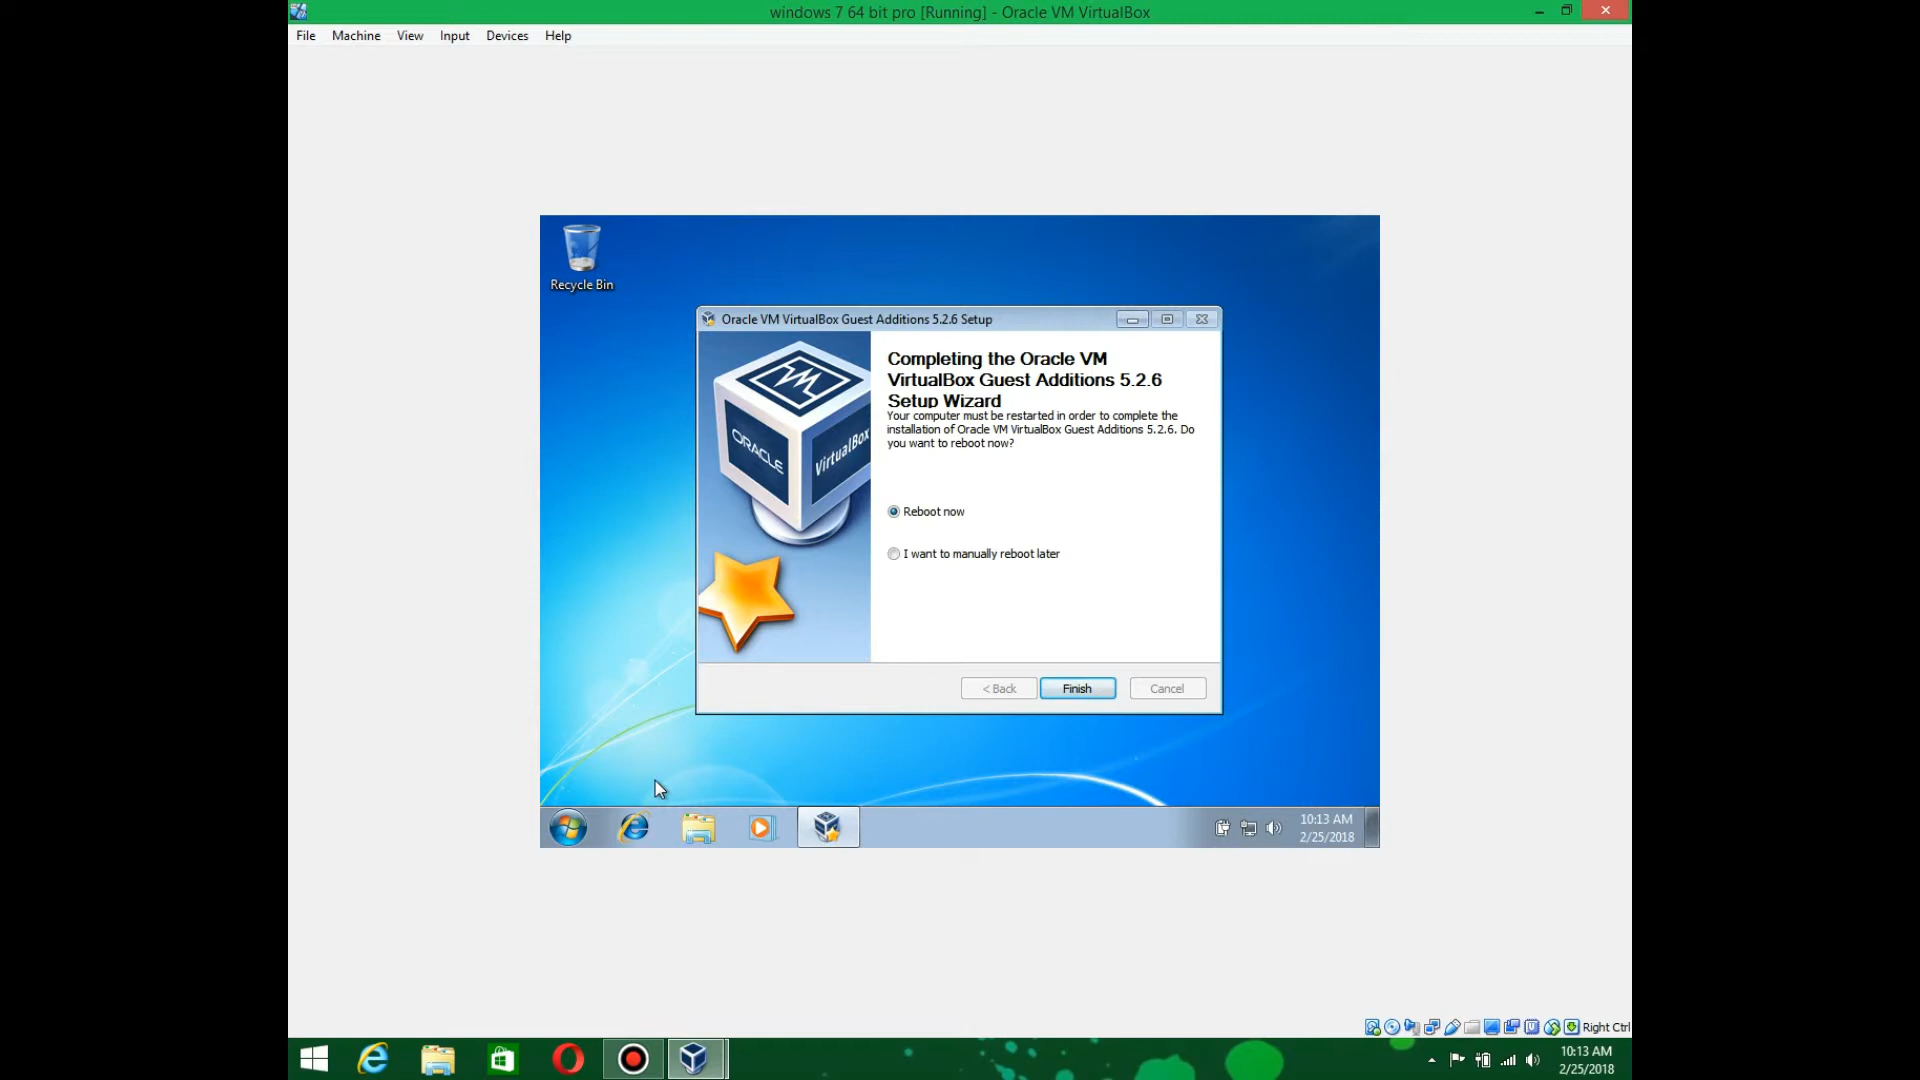 windows 7 64 bit pro [Running] - Oracle VM VirtualBox
File Machine View Input Devices Help
Recycle Bin
Oracle VM VirtualBox Guest Additions 5.2.6 Setup
ORACLE
VirtualBox
Completing the Oracle VM
VirtualBox Guest Additions 5.2.6
Setup Wizard
Your computer must be restarted in order to complete the
installation of Oracle VM VirtualBox Guest Additions 5.2.6. Do
you want to reboot now?
Reboot now
I want to manually reboot later
< Back Finish Cancel
10:13 AM
2/25/2018
Right Ctrl
10:13 AM
2/25/2018